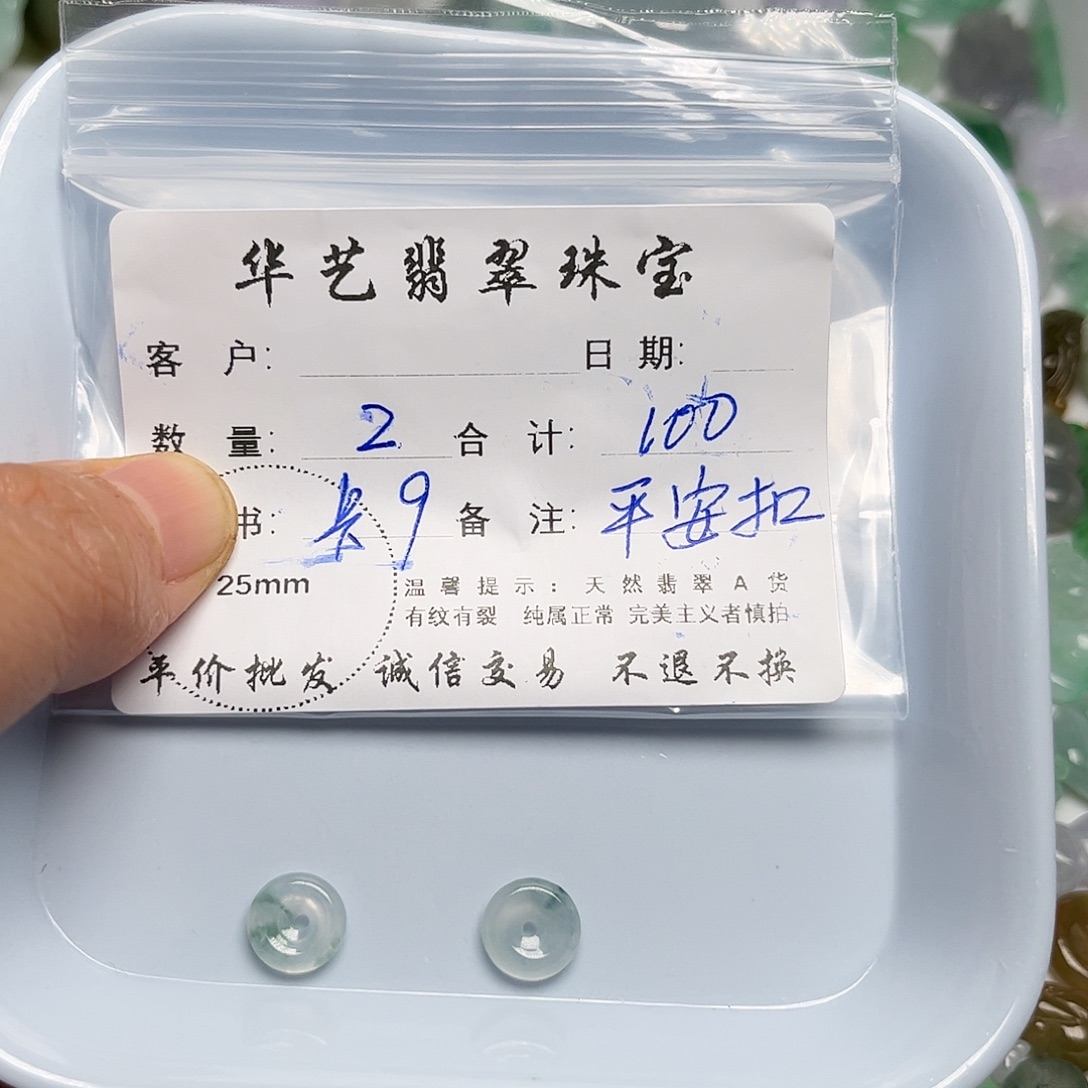 华艺翡翠珠宝
客 户： 日 期：
数 量： 2 合 计： 100
书： 长9 备 注： 平安扣
25mm 温馨提示：天然翡翠A货
有纹有裂 纯属正常 完美主义者慎拍
平价批发 诚信交易 不退不换